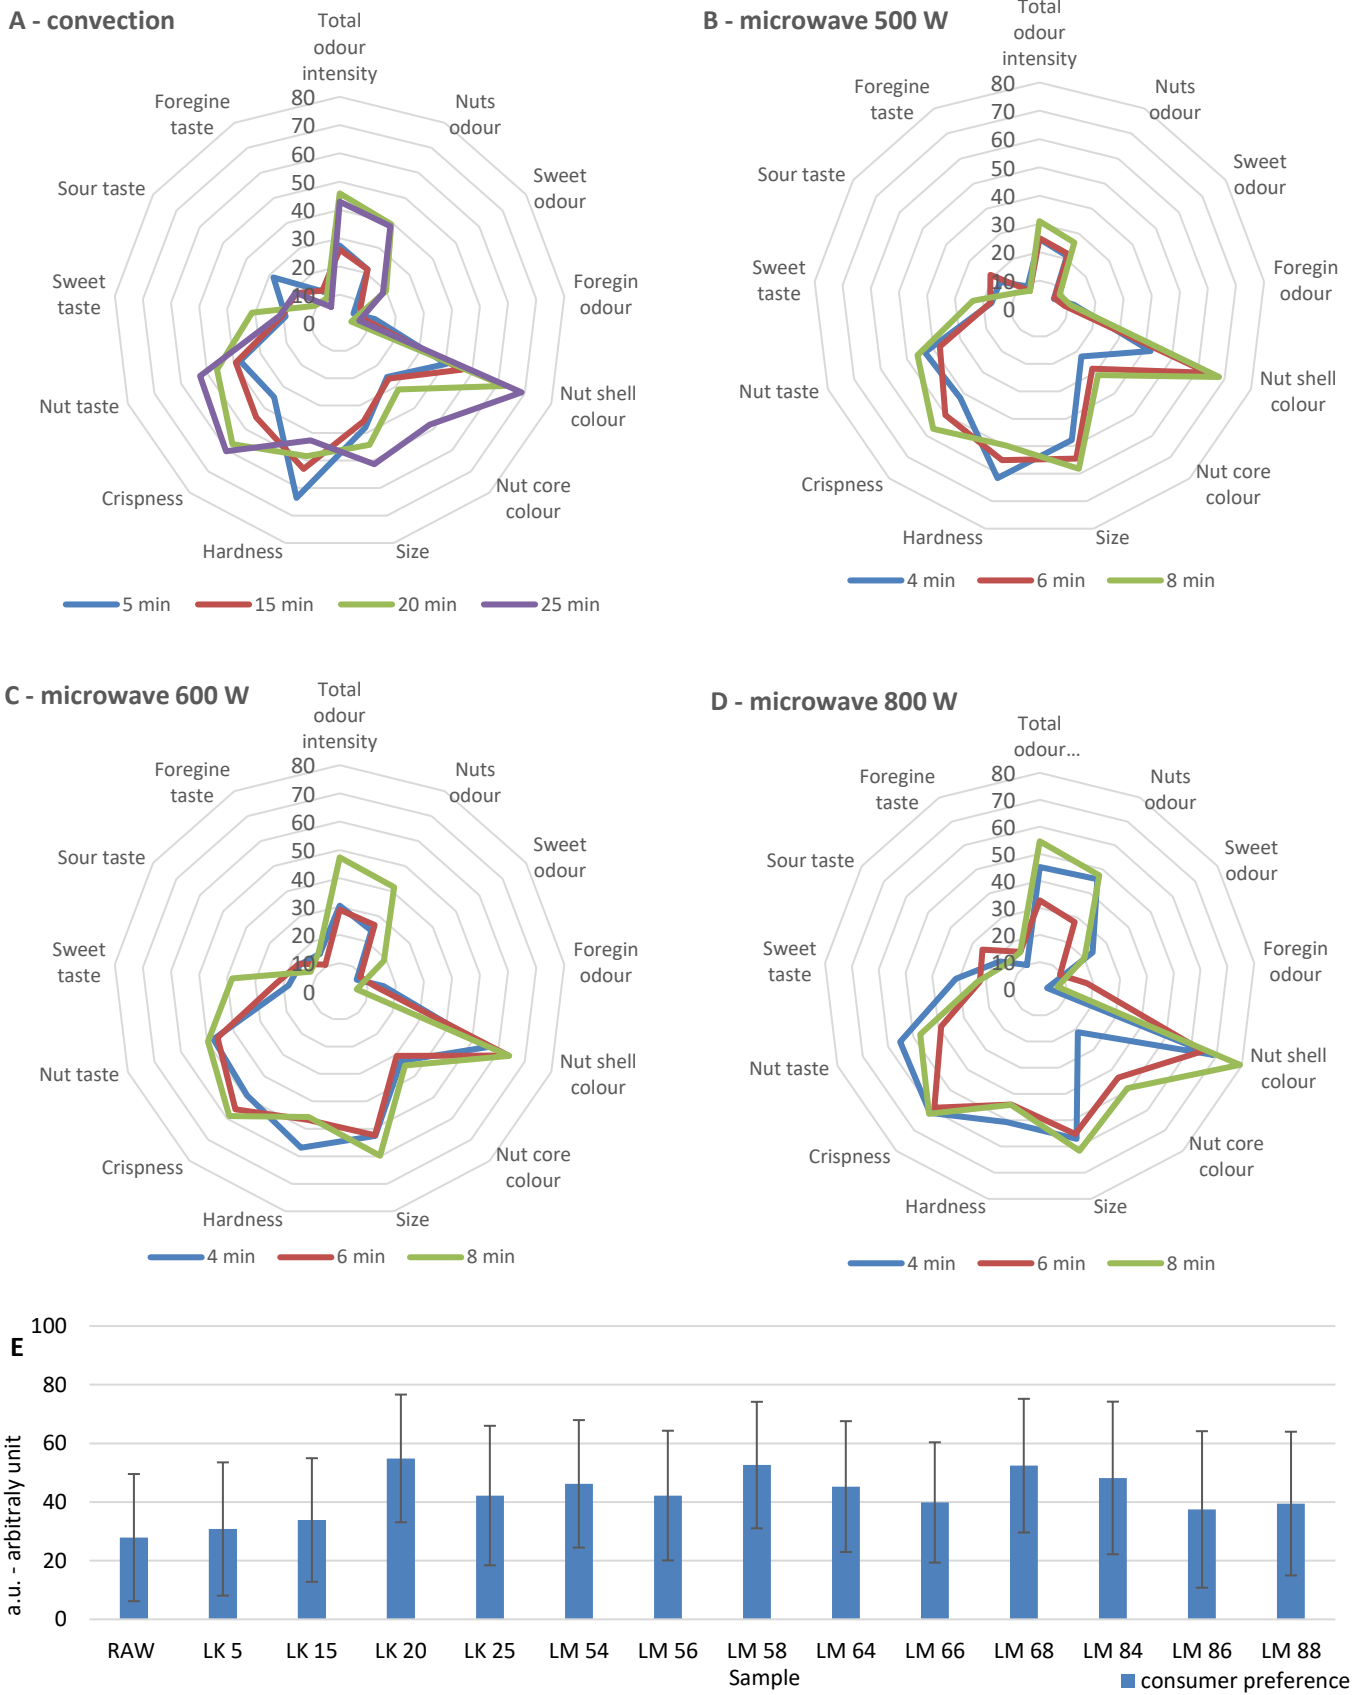 A - convection
Total
odour
intensity
Nuts
odour
Sweet
odour
Foregin
odour
Nut shell
colour
Nut core
colour
Size
Hardness
Crispness
Nut taste
Sweet
taste
Sour taste
Foregine
taste
80
70
60
50
40
30
20
10
0
5 min
15 min
20 min
25 min
B - microwave 500 W
Total
odour
intensity
Nuts
odour
Sweet
odour
Foregin
odour
Nut shell
colour
Nut core
colour
Size
Hardness
Crispness
Nut taste
Sweet
taste
Sour taste
Foregine
taste
80
70
60
50
40
30
20
10
0
4 min
6 min
8 min
C - microwave 600 W
Total
odour
intensity
Nuts
odour
Sweet
odour
Foregin
odour
Nut shell
colour
Nut core
colour
Size
Hardness
Crispness
Nut taste
Sweet
taste
Sour taste
Foregine
taste
80
70
60
50
40
30
20
10
0
4 min
6 min
8 min
D - microwave 800 W
Total
odour...
Nuts
odour
Sweet
odour
Foregin
odour
Nut shell
colour
Nut core
colour
Size
Hardness
Crispness
Nut taste
Sweet
taste
Sour taste
Foregine
taste
80
70
60
50
40
30
20
10
0
4 min
6 min
8 min
E
a.u. - arbitraly unit
100
80
60
40
20
0
RAW
LK 5
LK 15
LK 20
LK 25
LM 54
LM 56
LM 58
LM 64
LM 66
LM 68
LM 84
LM 86
LM 88
Sample
consumer preference